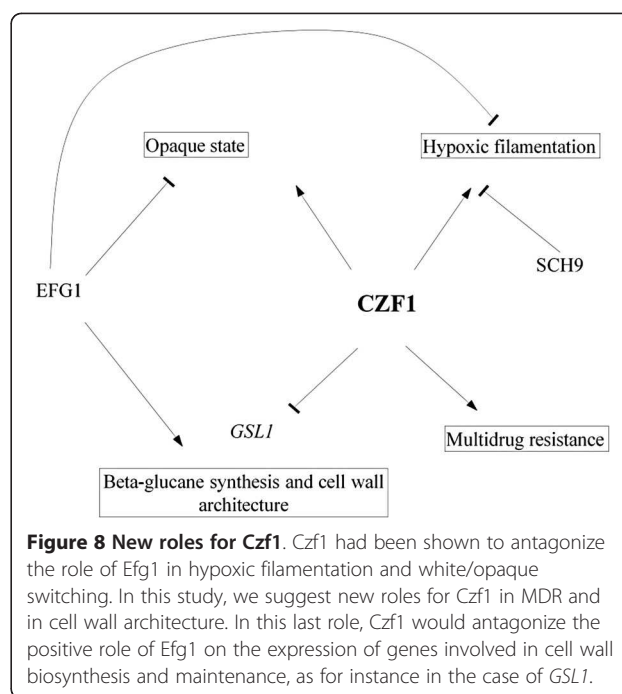 Opaque state
Hypoxic filamentation
SCH9
EFG1
CZF1
GSL1
Multidrug resistance
Beta-glucane synthesis and cell wall
architecture
Figure 8 New roles for Czf1. Czf1 had been shown to antagonize
the role of Efg1 in hypoxic filamentation and white/opaque
switching. In this study, we suggest new roles for Czf1 in MDR and
in cell wall architecture. In this last role, Czf1 would antagonize the
positive role of Efg1 on the expression of genes involved in cell wall
biosynthesis and maintenance, as for instance in the case of GSL1.